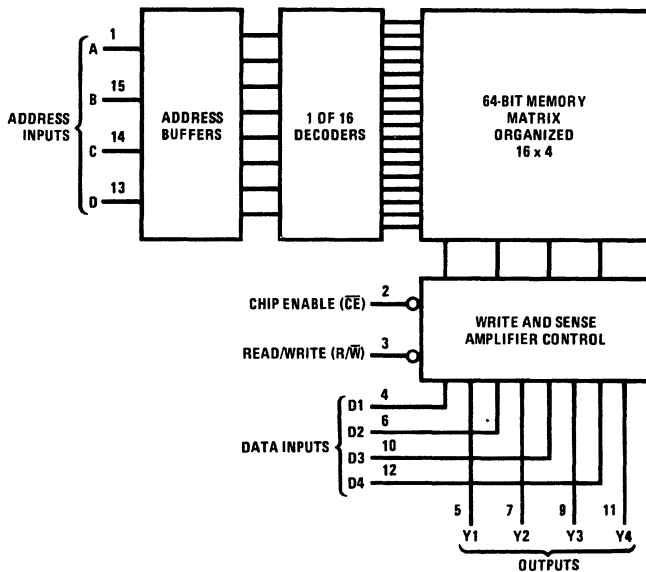 ADDRESS
INPUTS
A 1
B 15
C 14
D 13
ADDRESS
BUFFERS
1 OF 16
DECODERS
64-BIT MEMORY
MATRIX
ORGANIZED
16 x 4
CHIP ENABLE (C̅E̅) 2
READ/WRITE (R/W̅) 3
WRITE AND SENSE
AMPLIFIER CONTROL
DATA INPUTS
D1 4
D2 6
D3 10
D4 12
5 7 9 11
Y1 Y2 Y3 Y4
OUTPUTS